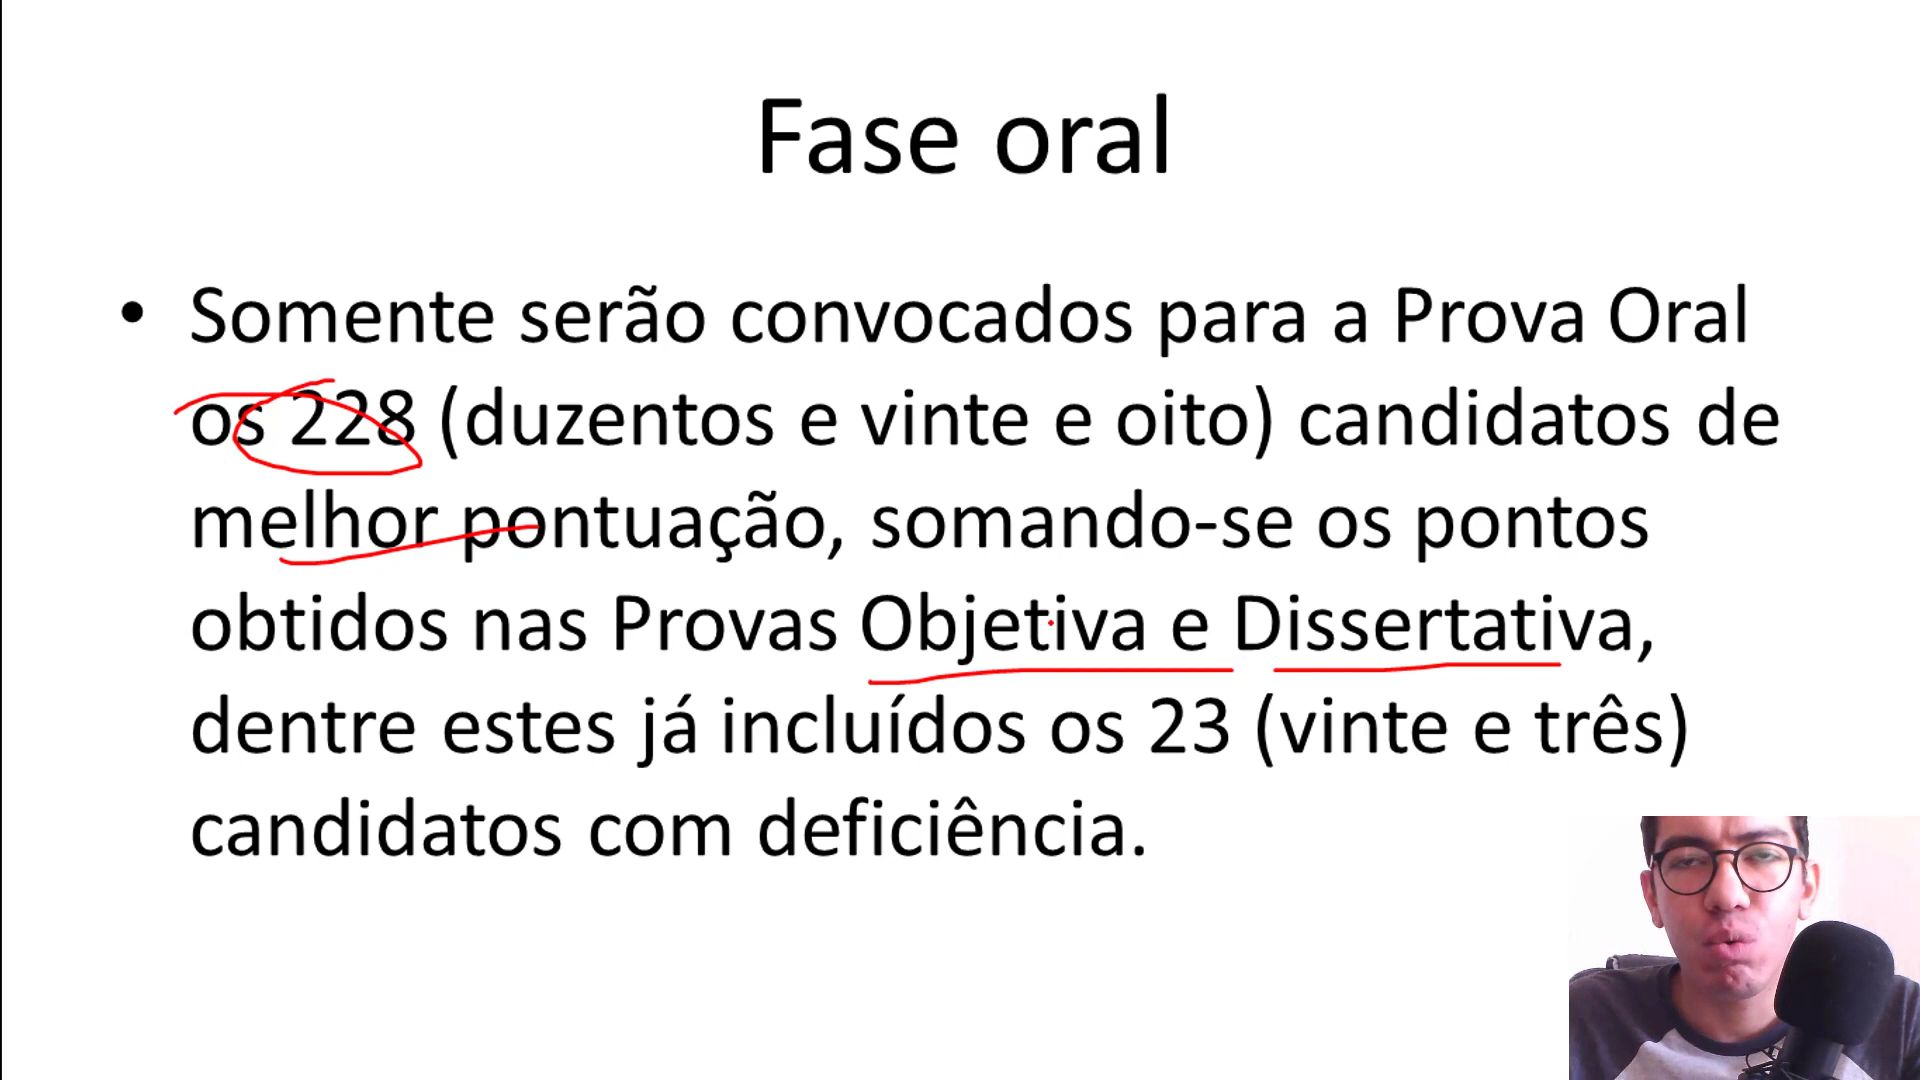 Fase oral
• Somente serão convocados para a Prova Oral
os 228 (duzentos e vinte e oito) candidatos de
melhor pontuação, somando-se os pontos
obtidos nas Provas Objetiva e Dissertativa,
dentre estes já incluídos os 23 (vinte e três)
candidatos com deficiência.